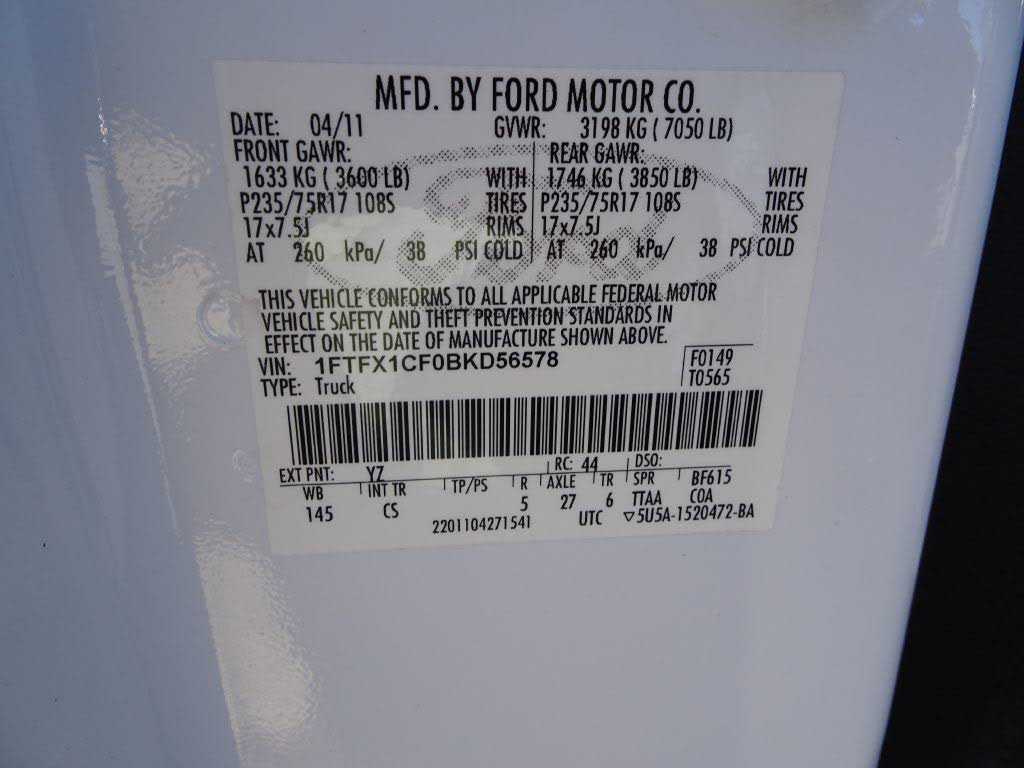 MFD. BY FORD MOTOR CO.
DATE: 04/11 GVWR: 3198 KG ( 7050 LB)
FRONT GAWR: REAR GAWR:
1633 KG ( 3600 LB) WITH 1746 KG ( 3850 LB) WITH
P235/75R17 108S TIRES P235/75R17 108S TIRES
17x7.5J RIMS 17x7.5J RIMS
AT 260 kPa/ 38 PSI COLD AT 260 kPa/ 38 PSI COLD
Ford
THIS VEHICLE CONFORMS TO ALL APPLICABLE FEDERAL MOTOR
VEHICLE SAFETY AND THEFT PREVENTION STANDARDS IN
EFFECT ON THE DATE OF MANUFACTURE SHOWN ABOVE.
VIN: 1FTFX1CF0BKD56578 F0149
TYPE: Truck T0565
EXT PNT: YZ RC: 44 DSO:
WB INT TR TP/PS R AXLE TR SPR BF615
145 CS 5 27 6 TTAA COA
2201104271541 UTC ▽5U5A-1520472-BA